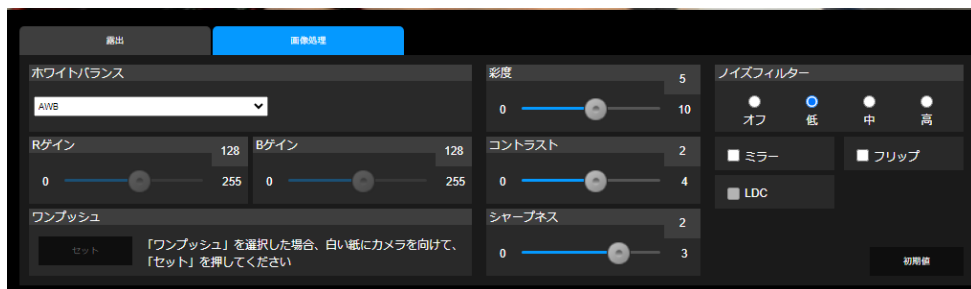 露出
画像処理
ホワイトバランス
AWB
Rゲイン
128
0
255
Bゲイン
128
0
255
ワンプッシュ
セット
「ワンプッシュ」を選択した場合、白い紙にカメラを向けて、
「セット」を押してください
彩度
5
0
10
コントラスト
2
0
4
シャープネス
2
0
3
ノイズフィルター
オフ
低
中
高
ミラー
フリップ
LDC
初期値